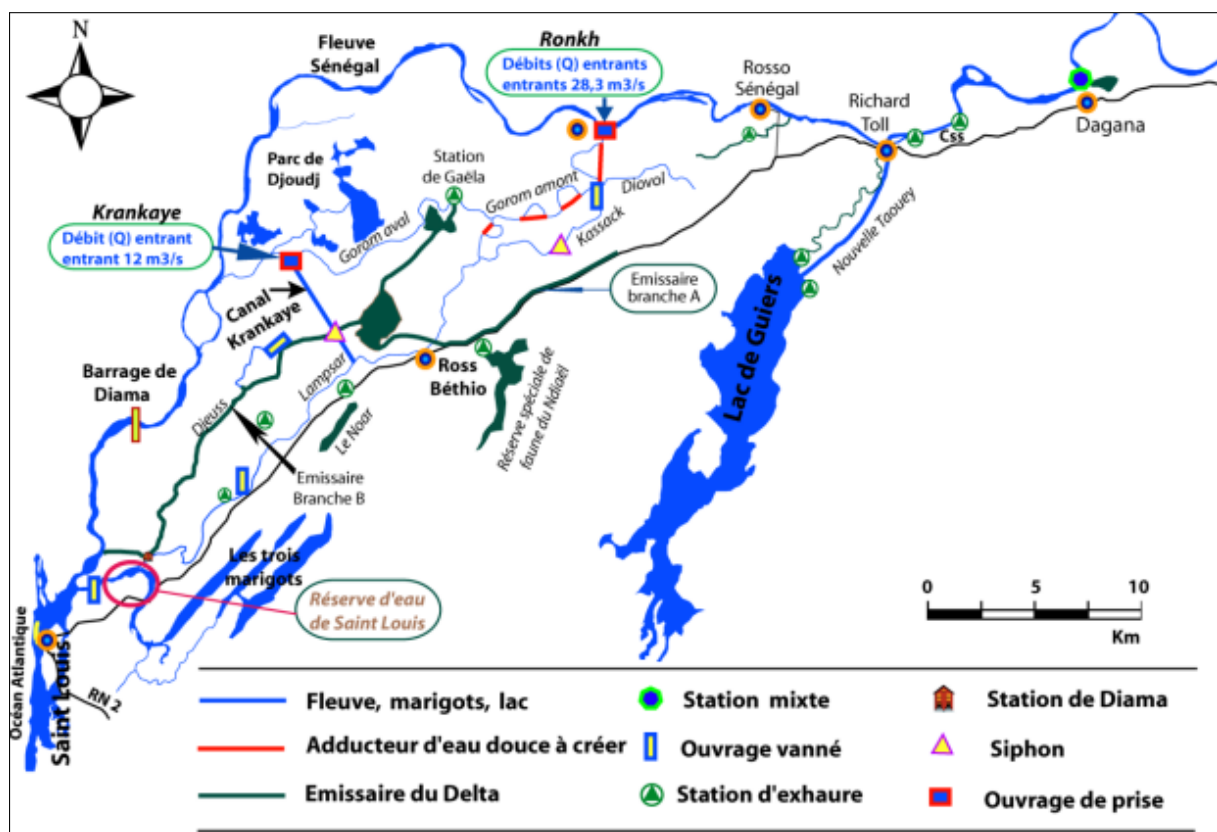 N
Fleuve
Sénégal
Ronkh
Débits (Q) entrants
entrants 28,3 m3/s
Rosso
Sénégal
Richard
Toll
Css
Dagana
Parc de
Djoudj
Station
de Gaëla
Gorom amont
Diovol
Kassack
Krankaye
Débit (Q) entrant
entrant 12 m3/s
Gorom aval
Nouvelle Taouey
Emissaire
branche A
Canal
Krankaye
Lac de Guiers
Barrage de
Diama
Lampsar
Ross
Béthio
Djeuss
Le Noar
Réserve spéciale de
faune du Ndiaël
Emissaire
Branche B
Les trois
marigots
Réserve d'eau
de Saint Louis
0 5 10
Km
Océan Atlantique
Saint Louis
RN 2
Fleuve, marigots, lac
Station mixte
Station de Diama
Adducteur d'eau douce à créer
Ouvrage vanné
Siphon
Emissaire du Delta
Station d'exhaure
Ouvrage de prise